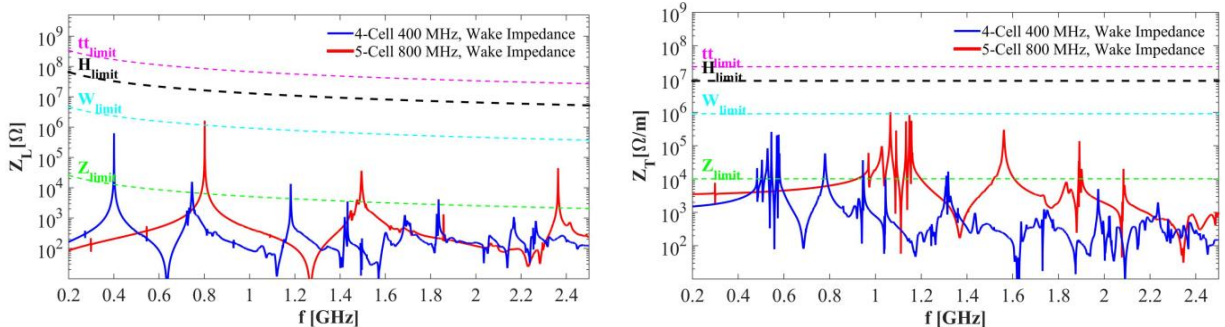 10⁹
10⁸
10⁷
10⁶
10⁵
10⁴
10³
10²
Z_L [Ω]
tt_limit
H_limit
W_limit
Z_limit
4-Cell 400 MHz, Wake Impedance
5-Cell 800 MHz, Wake Impedance
0.2 0.4 0.6 0.8 1 1.2 1.4 1.6 1.8 2 2.2 2.4
f [GHz]
10⁹
10⁸
10⁷
10⁶
10⁵
10⁴
10³
10²
Z_T [Ω/m]
tt_limit
H_limit
W_limit
Z_limit
4-Cell 400 MHz, Wake Impedance
5-Cell 800 MHz, Wake Impedance
0.2 0.4 0.6 0.8 1 1.2 1.4 1.6 1.8 2 2.2 2.4
f [GHz]